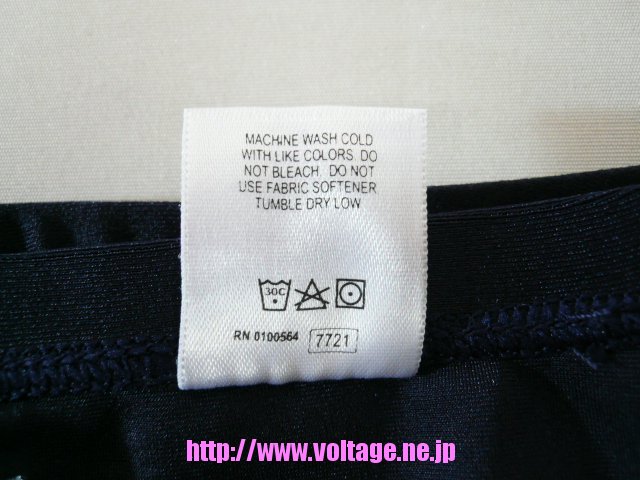 MACHINE WASH COLD
WITH LIKE COLORS. DO
NOT BLEACH. DO NOT
USE FABRIC SOFTENER
TUMBLE DRY LOW
30C
RN 0100564 7721
http://www.voltage.ne.jp